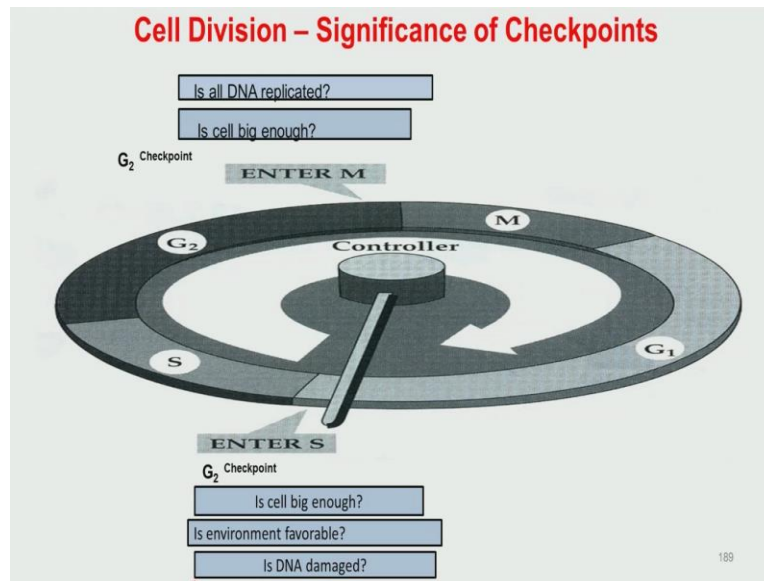 Cell Division – Significance of Checkpoints
Is all DNA replicated?
Is cell big enough?
G₂ Checkpoint
ENTER M
M
G₂
Controller
G₁
S
ENTER S
G₂ Checkpoint
Is cell big enough?
Is environment favorable?
Is DNA damaged?
189